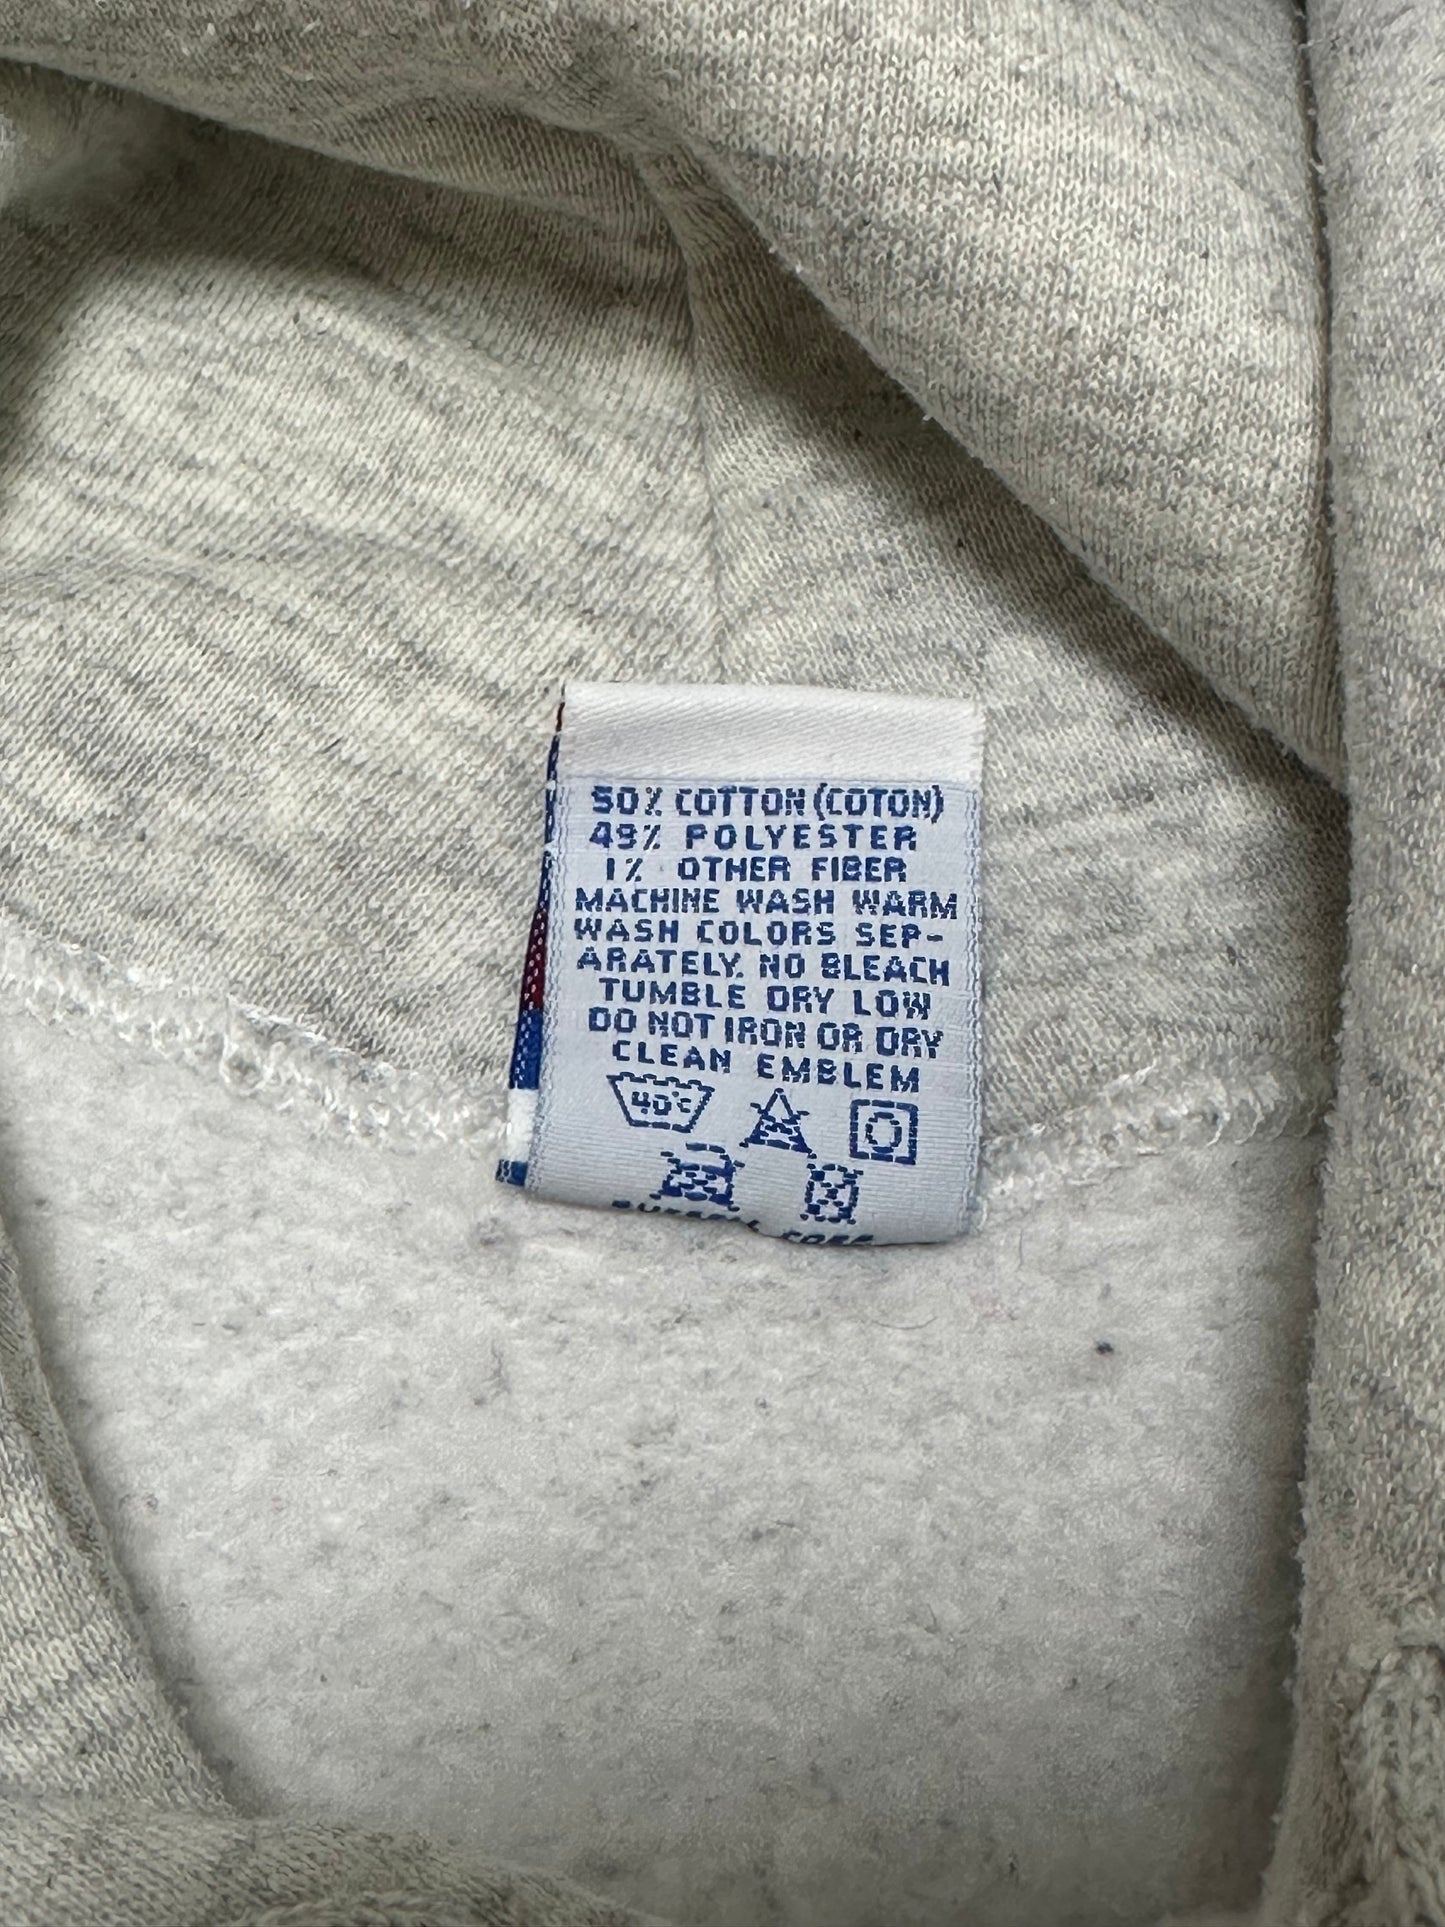 50% COTTON (COTON)
49% POLYESTER
1% OTHER FIBER
MACHINE WASH WARM
WASH COLORS SEP-
ARATELY. NO BLEACH
TUMBLE DRY LOW
DO NOT IRON OR DRY
CLEAN EMBLEM
40°C